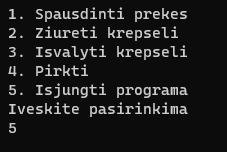 1. Spausdinti prekes
2. Ziureti krepseli
3. Isvalyti krepseli
4. Pirkti
5. Isjungti programa
Iveskite pasirinkima
5